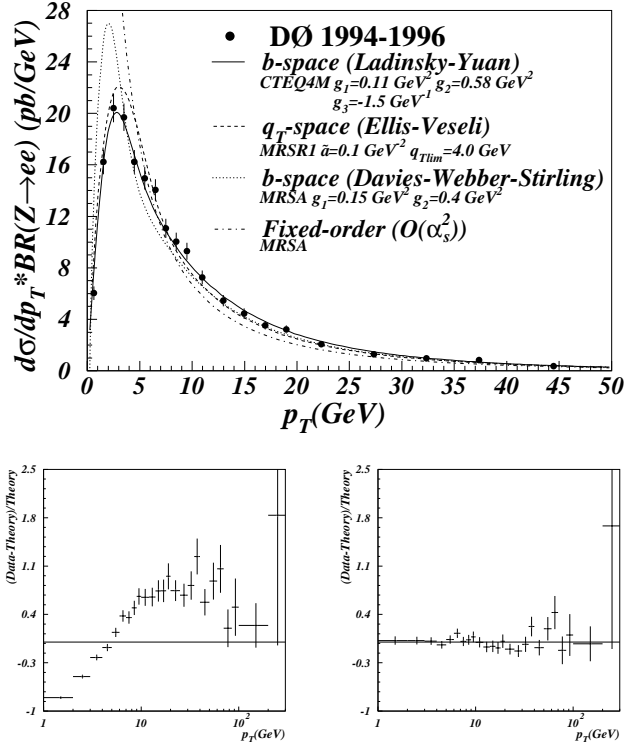 DØ 1994-1996
b-space (Ladinsky-Yuan)
CTEQ4M g₁=0.11 GeV² g₂=0.58 GeV²
g₃=-1.5 GeV⁻¹
q_T-space (Ellis-Veseli)
MRSR1 ã=0.1 GeV² q_Tlim=4.0 GeV
b-space (Davies-Webber-Stirling)
MRSA g₁=0.15 GeV² g₂=0.4 GeV²
Fixed-order (O(α_s²))
MRSA
dσ/dp_T*BR(Z→ee) (pb/GeV)
28
24
20
16
12
8
4
0
0 5 10 15 20 25 30 35 40 45 50
p_T(GeV)
(Data-Theory)/Theory
2.5
1.8
1.1
0.4
-0.3
-1
1 10 10²
p_T(GeV)
(Data-Theory)/Theory
2.5
1.8
1.1
0.4
-0.3
-1
1 10 10²
p_T(GeV)